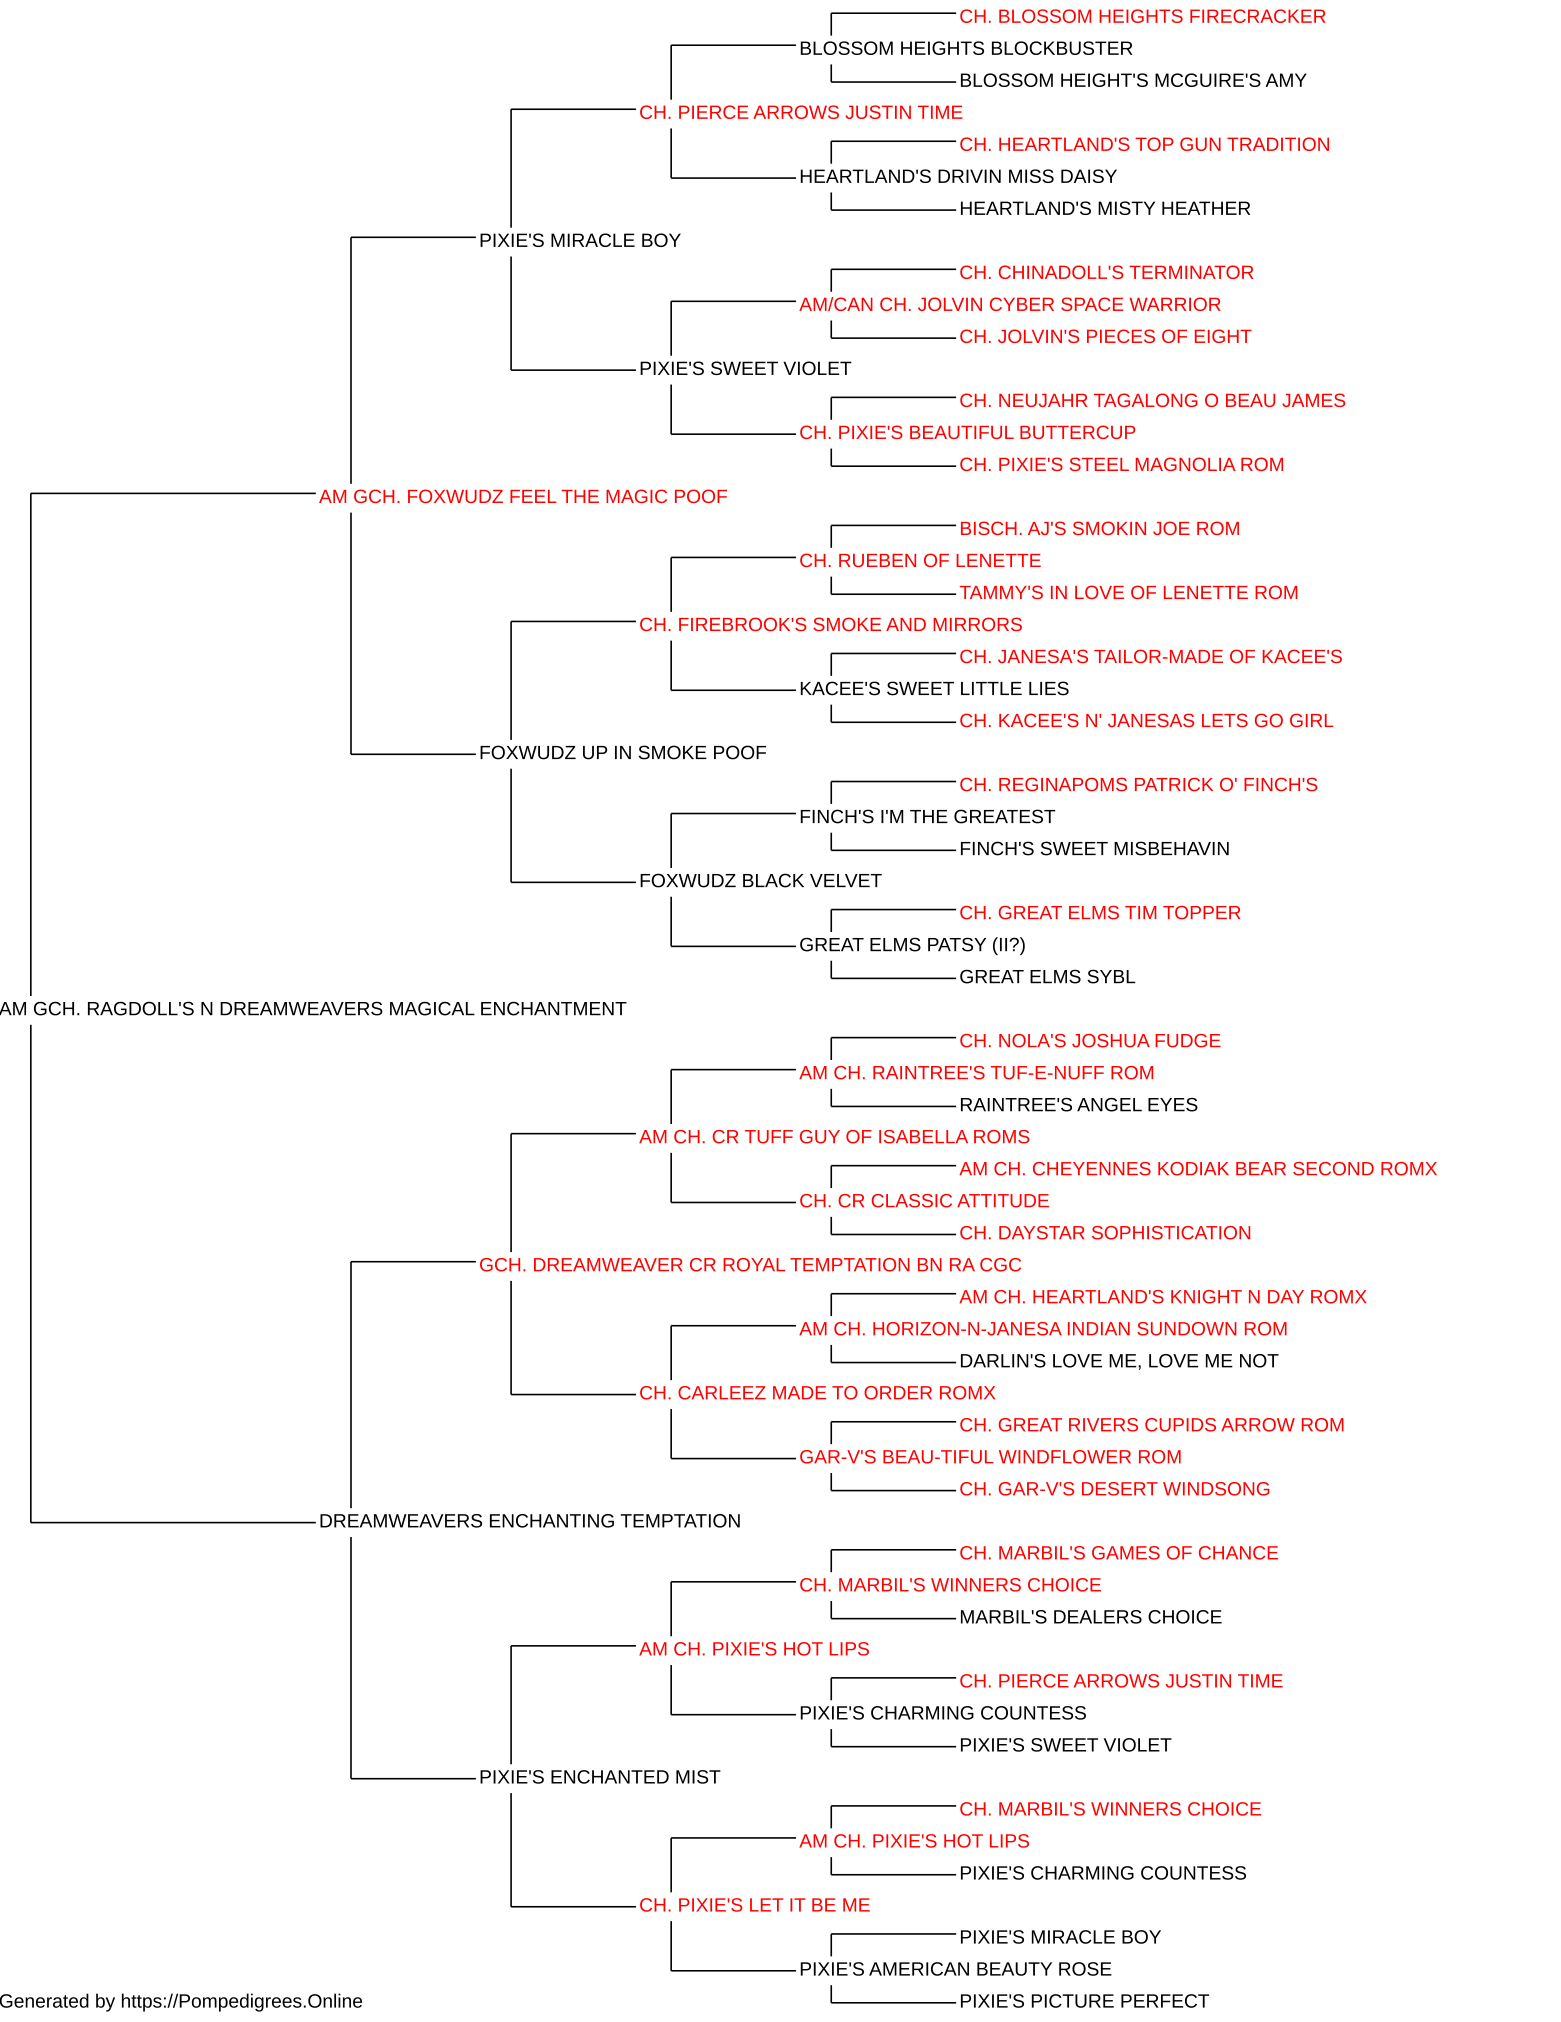 CH. BLOSSOM HEIGHTS FIRECRACKER
BLOSSOM HEIGHTS BLOCKBUSTER
BLOSSOM HEIGHT'S MCGUIRE'S AMY
CH. PIERCE ARROWS JUSTIN TIME
CH. HEARTLAND'S TOP GUN TRADITION
HEARTLAND'S DRIVIN MISS DAISY
HEARTLAND'S MISTY HEATHER
PIXIE'S MIRACLE BOY
CH. CHINADOLL'S TERMINATOR
AM/CAN CH. JOLVIN CYBER SPACE WARRIOR
CH. JOLVIN'S PIECES OF EIGHT
PIXIE'S SWEET VIOLET
CH. NEUJAHR TAGALONG O BEAU JAMES
CH. PIXIE'S BEAUTIFUL BUTTERCUP
CH. PIXIE'S STEEL MAGNOLIA ROM
AM GCH. FOXWUDZ FEEL THE MAGIC POOF
BISCH. AJ'S SMOKIN JOE ROM
CH. RUEBEN OF LENETTE
TAMMY'S IN LOVE OF LENETTE ROM
CH. FIREBROOK'S SMOKE AND MIRRORS
CH. JANESA'S TAILOR-MADE OF KACEE'S
KACEE'S SWEET LITTLE LIES
CH. KACEE'S N' JANESAS LETS GO GIRL
FOXWUDZ UP IN SMOKE POOF
CH. REGINAPOMS PATRICK O' FINCH'S
FINCH'S I'M THE GREATEST
FINCH'S SWEET MISBEHAVIN
FOXWUDZ BLACK VELVET
CH. GREAT ELMS TIM TOPPER
GREAT ELMS PATSY (II?)
GREAT ELMS SYBL
AM GCH. RAGDOLL'S N DREAMWEAVERS MAGICAL ENCHANTMENT
CH. NOLA'S JOSHUA FUDGE
AM CH. RAINTREE'S TUF-E-NUFF ROM
RAINTREE'S ANGEL EYES
AM CH. CR TUFF GUY OF ISABELLA ROMS
AM CH. CHEYENNES KODIAK BEAR SECOND ROMX
CH. CR CLASSIC ATTITUDE
CH. DAYSTAR SOPHISTICATION
GCH. DREAMWEAVER CR ROYAL TEMPTATION BN RA CGC
AM CH. HEARTLAND'S KNIGHT N DAY ROMX
AM CH. HORIZON-N-JANESA INDIAN SUNDOWN ROM
DARLIN'S LOVE ME, LOVE ME NOT
CH. CARLEEZ MADE TO ORDER ROMX
CH. GREAT RIVERS CUPIDS ARROW ROM
GAR-V'S BEAU-TIFUL WINDFLOWER ROM
CH. GAR-V'S DESERT WINDSONG
DREAMWEAVERS ENCHANTING TEMPTATION
CH. MARBIL'S GAMES OF CHANCE
CH. MARBIL'S WINNERS CHOICE
MARBIL'S DEALERS CHOICE
AM CH. PIXIE'S HOT LIPS
CH. PIERCE ARROWS JUSTIN TIME
PIXIE'S CHARMING COUNTESS
PIXIE'S SWEET VIOLET
PIXIE'S ENCHANTED MIST
CH. MARBIL'S WINNERS CHOICE
AM CH. PIXIE'S HOT LIPS
PIXIE'S CHARMING COUNTESS
CH. PIXIE'S LET IT BE ME
PIXIE'S MIRACLE BOY
PIXIE'S AMERICAN BEAUTY ROSE
PIXIE'S PICTURE PERFECT
Generated by https://Pompedigrees.Online